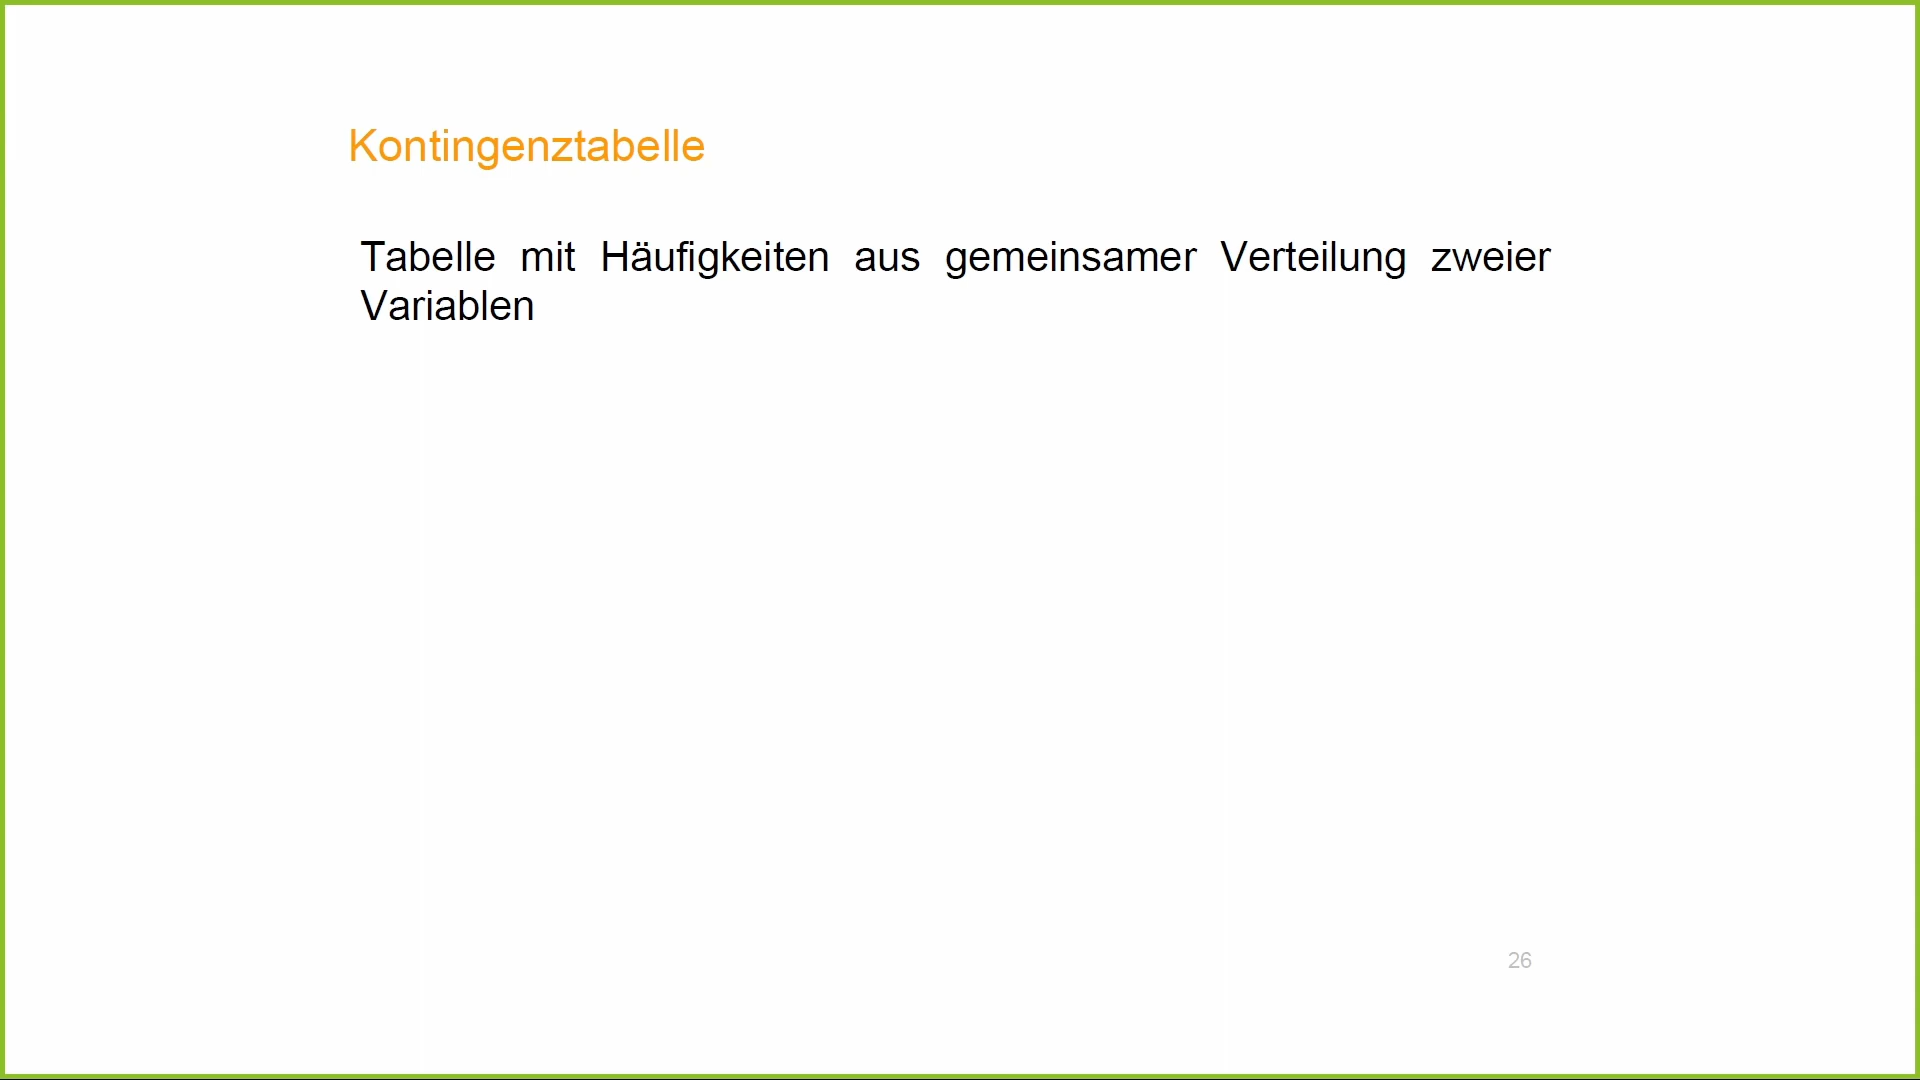 Kontingenztabelle
Tabelle mit Häufigkeiten aus gemeinsamer Verteilung zweier
Variablen
26